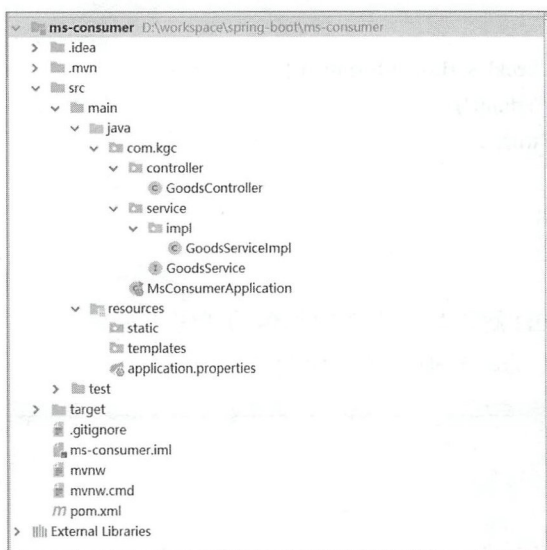 ms-consumer D:\workspace\spring-boot\ms-consumer
.idea
.mvn
src
main
java
com.kgc
controller
GoodsController
service
impl
GoodsServiceImpl
GoodsService
MsConsumerApplication
resources
static
templates
application.properties
test
target
.gitignore
ms-consumer.iml
mvnw
mvnw.cmd
pom.xml
External Libraries